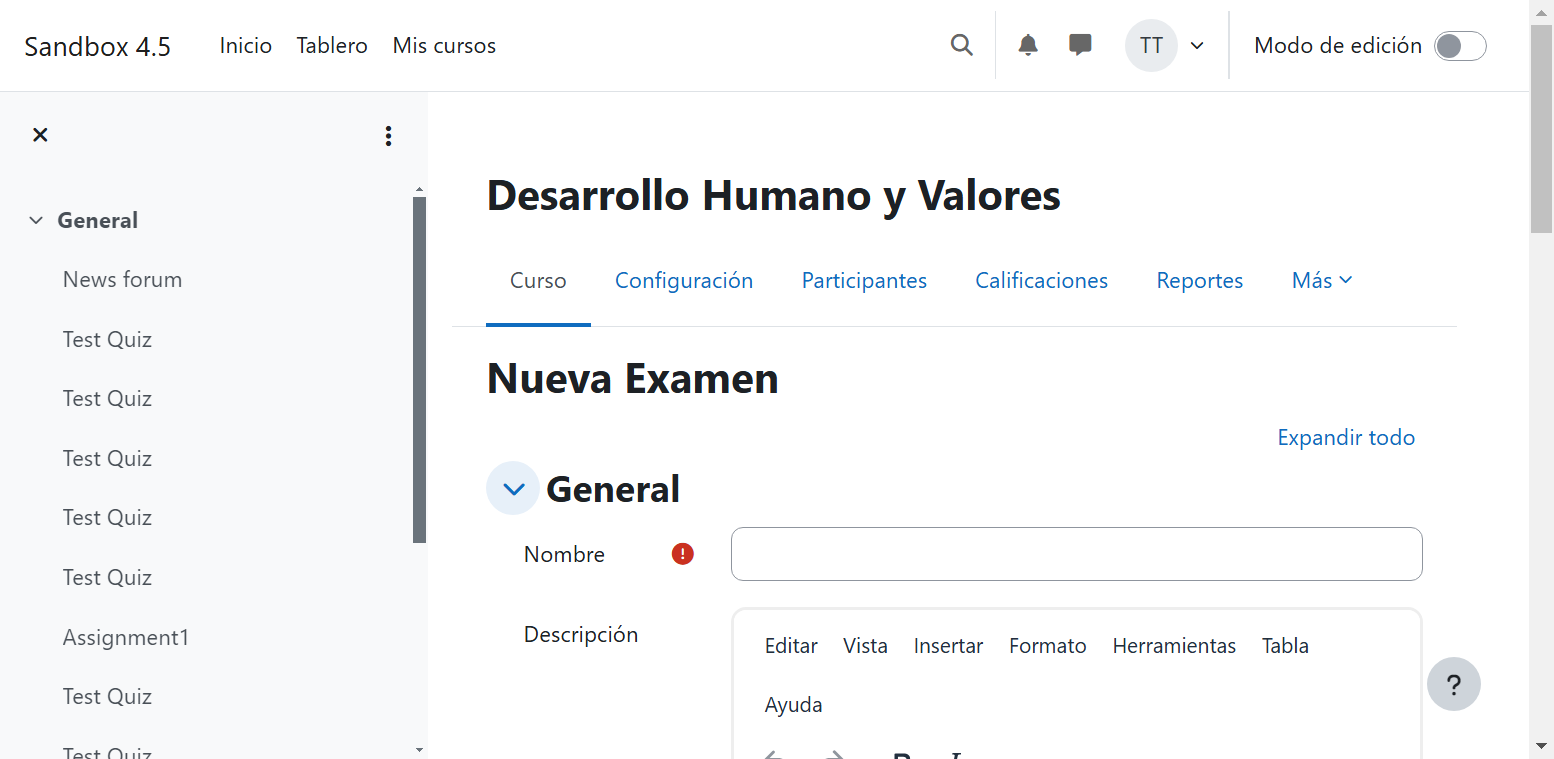 Sandbox 4.5 Inicio Tablero Mis cursos TT Modo de edición
General
News forum
Test Quiz
Test Quiz
Test Quiz
Test Quiz
Test Quiz
Assignment1
Test Quiz
Test Quiz
Desarrollo Humano y Valores
Curso Configuración Participantes Calificaciones Reportes Más
Nueva Examen
Expandir todo
General
Nombre
Descripción
Editar Vista Insertar Formato Herramientas Tabla
Ayuda
B I
?